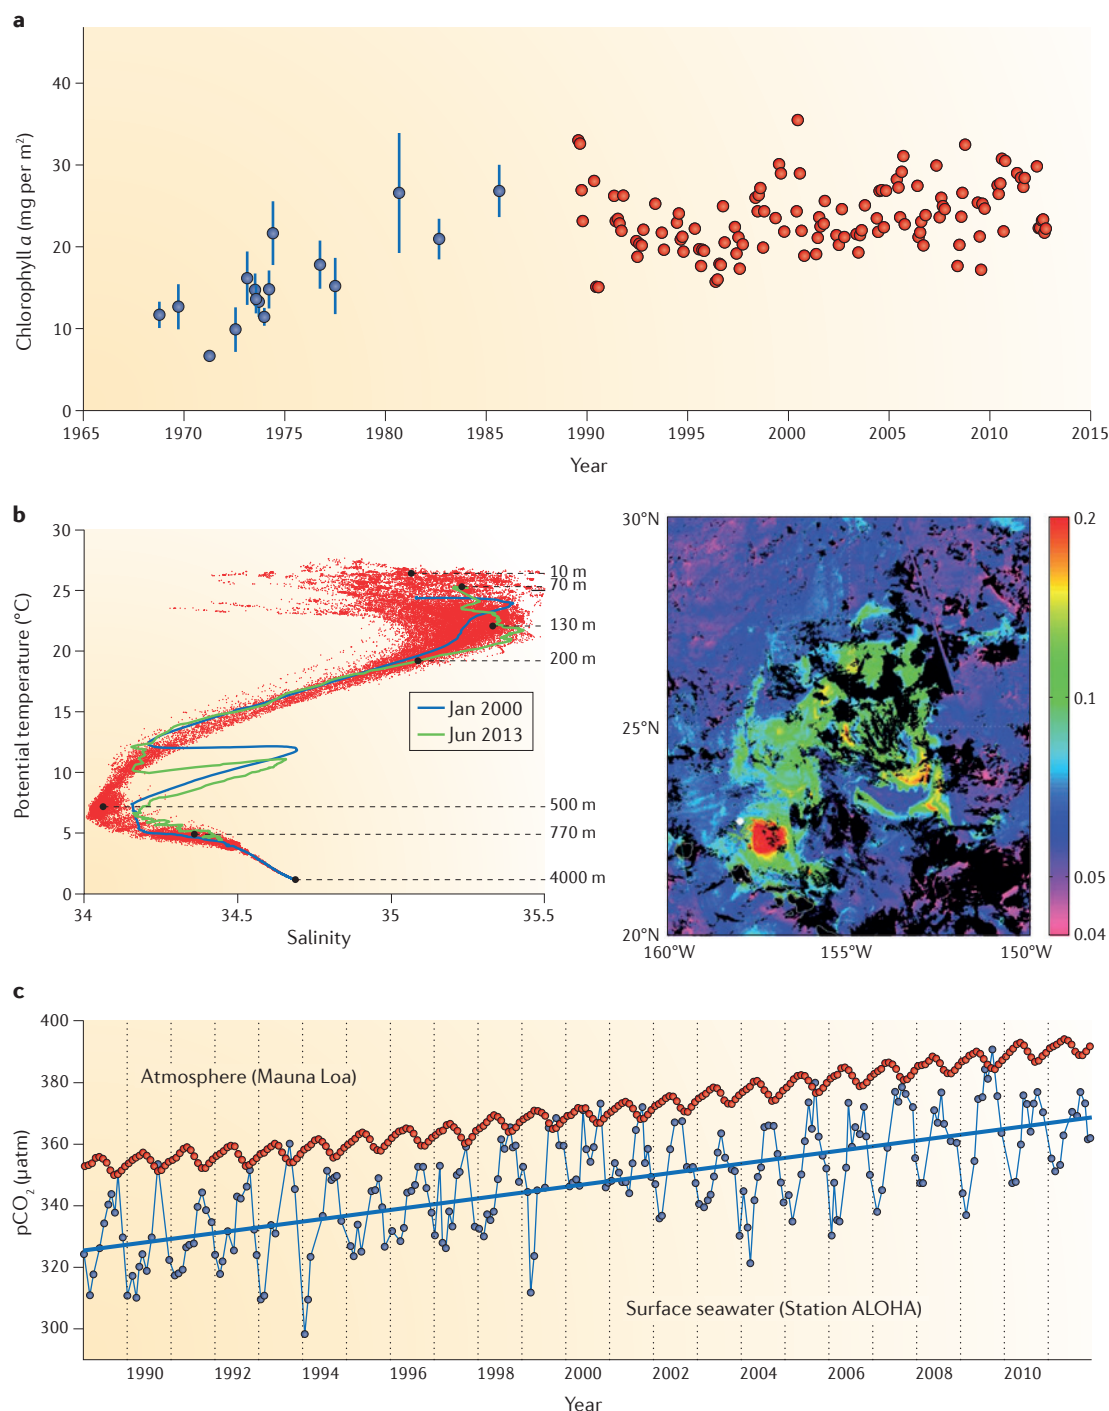 a
40
30
20
10
0
Chlorophyll a (mg per m²)
1965 1970 1975 1980 1985 1990 1995 2000 2005 2010 2015
Year
b
30
25
20
15
10
5
0
Potential temperature (°C)
10 m
70 m
130 m
200 m
Jan 2000
Jun 2013
500 m
770 m
4000 m
34 34.5 35 35.5
Salinity
30°N
25°N
20°N
160°W 155°W 150°W
0.2
0.1
0.05
0.04
c
400
380
360
340
320
300
pCO₂ (µatm)
Atmosphere (Mauna Loa)
Surface seawater (Station ALOHA)
1990 1992 1994 1996 1998 2000 2002 2004 2006 2008 2010
Year